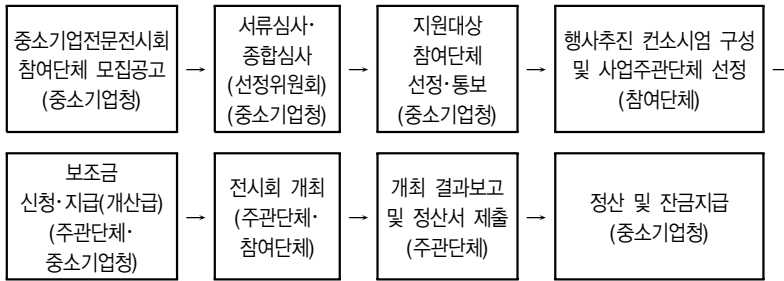 중소기업전문전시회
참여단체 모집공고
(중소기업청)
→
서류심사·
종합심사
(선정위원회)
(중소기업청)
→
지원대상
참여단체
선정·통보
(중소기업청)
→
행사추진 컨소시엄 구성
및 사업주관단체 선정
(참여단체)
보조금
신청·지급(개산급)
(주관단체·
중소기업청)
→
전시회 개최
(주관단체·
참여단체)
→
개최 결과보고
및 정산서 제출
(주관단체)
→
정산 및 잔금지급
(중소기업청)